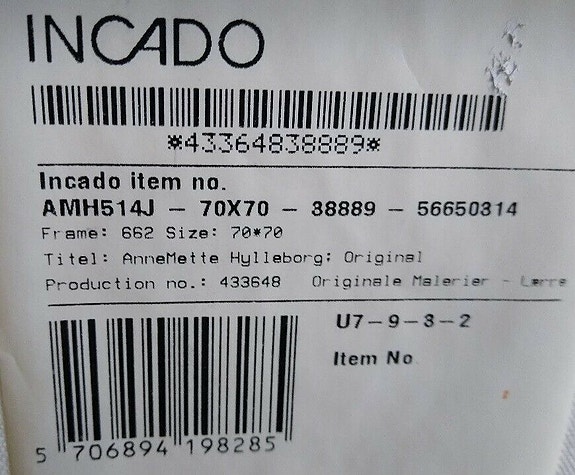 INCADO
*43364838889*
Incado item no.
AMH514J - 70X70 - 38889 - 56650314
Frame: 662 Size: 70*70
Titel: AnneMette Hylleborg: Original
Production no.: 433648 Originale Malerier -
U7-9-3-2
Item No
5 706894 198285